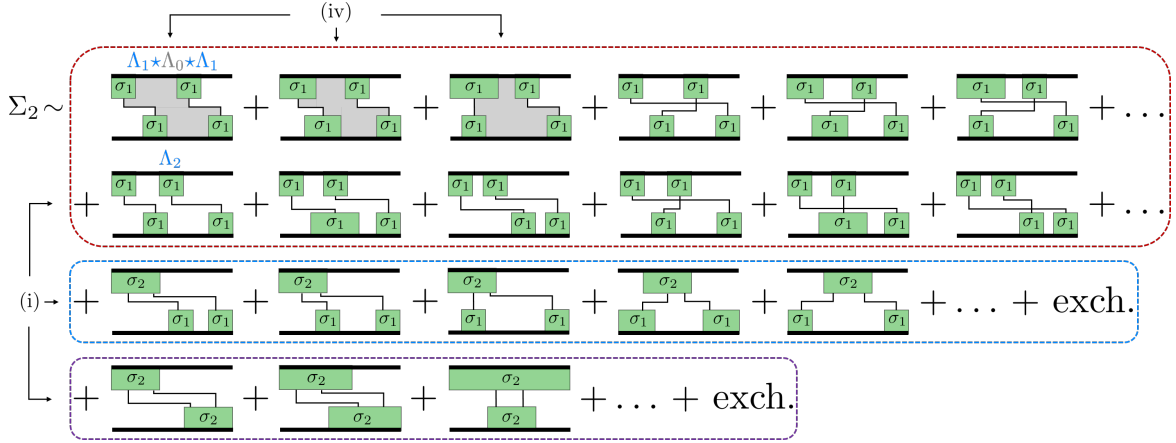 (iv)
Λ₁⋆Λ₀⋆Λ₁
Σ₂ ~ σ₁ σ₁ σ₁ σ₁ + σ₁ σ₁ σ₁ σ₁ + σ₁ σ₁ σ₁ σ₁ + σ₁ σ₁ σ₁ σ₁ + σ₁ σ₁ σ₁ σ₁ + σ₁ σ₁ σ₁ σ₁ + ...
Λ₂
+ σ₁ σ₁ σ₁ σ₁ + σ₁ σ₁ σ₁ σ₁ + σ₁ σ₁ σ₁ σ₁ + σ₁ σ₁ σ₁ σ₁ + σ₁ σ₁ σ₁ σ₁ + σ₁ σ₁ σ₁ σ₁ + ...
(i) + σ₂ σ₁ σ₁ + σ₂ σ₁ σ₁ + σ₂ σ₁ σ₁ + σ₂ σ₁ σ₁ + σ₂ σ₁ σ₁ + ... + exch.
+ σ₂ σ₂ + σ₂ σ₂ + σ₂ σ₂ + ... + exch.